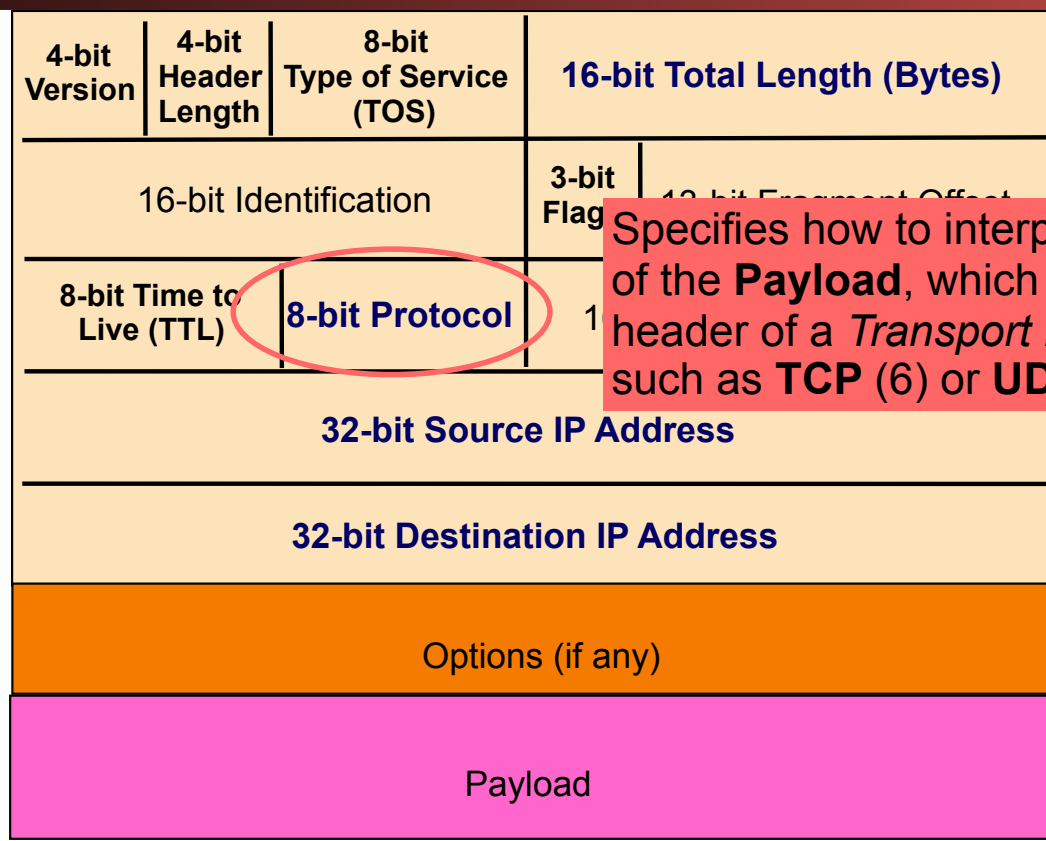 4-bit
Version
4-bit
Header
Length
8-bit
Type of Service
(TOS)
16-bit Total Length (Bytes)
16-bit Identification
3-bit
Flag
Fragment Offset
Specifies how to interp
of the Payload, which
header of a Transport
such as TCP (6) or UD
8-bit Time to
Live (TTL)
8-bit Protocol
1
32-bit Source IP Address
32-bit Destination IP Address
Options (if any)
Payload